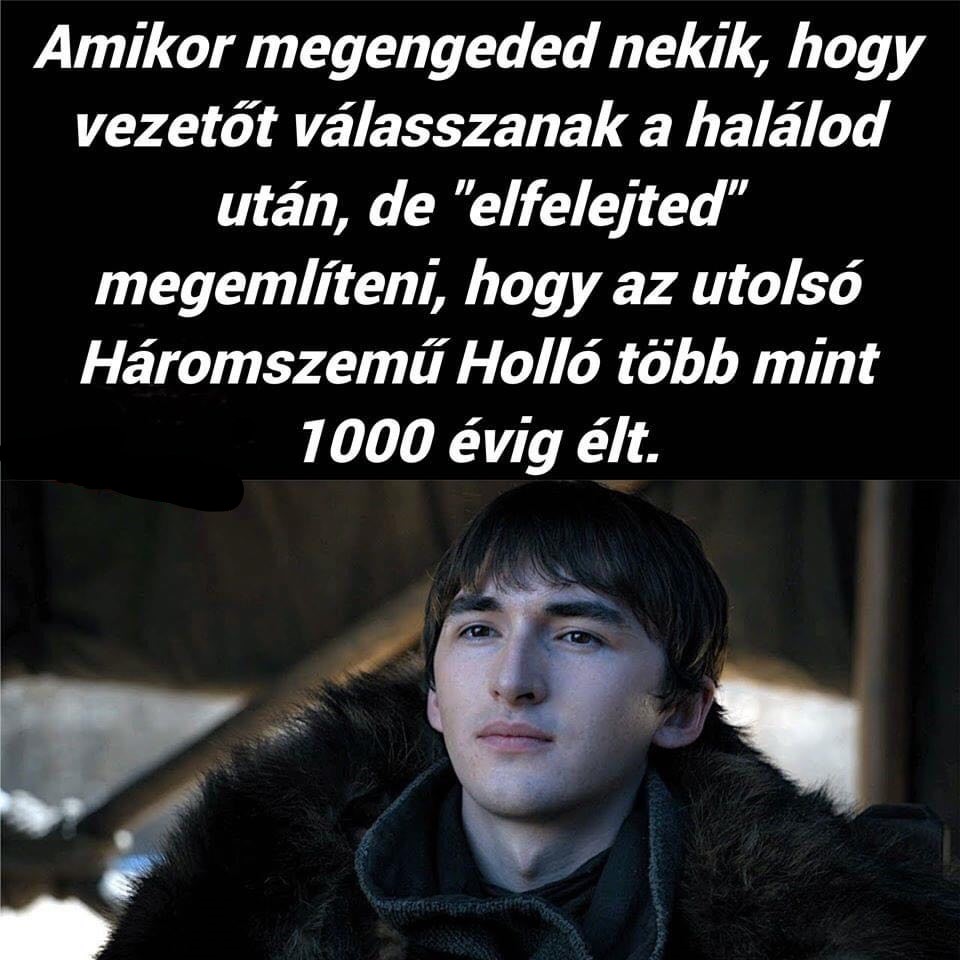 Amikor megengeded nekik, hogy
vezetőt válasszanak a halálod
után, de "elfelejted"
megemlíteni, hogy az utolsó
Háromszemű Holló több mint
1000 évig élt.